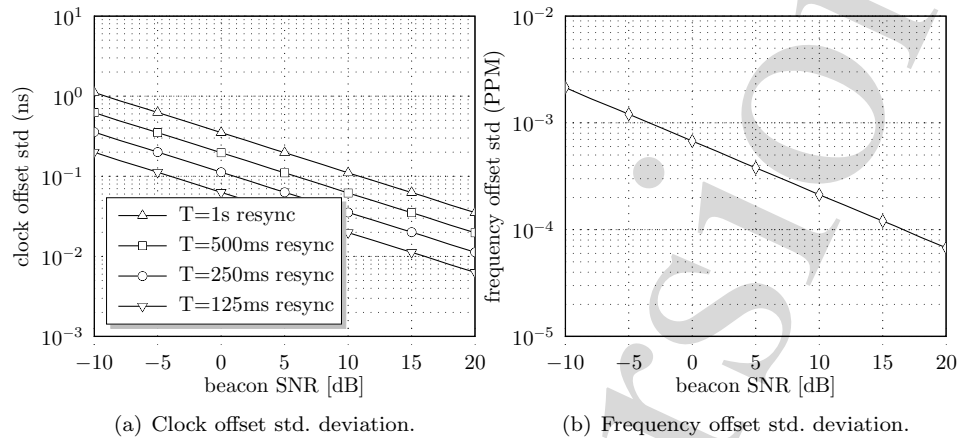 10^1
10^0
10^{-1}
10^{-2}
10^{-3}
clock offset std (ns)
T=1s resync
T=500ms resync
T=250ms resync
T=125ms resync
−10 −5 0 5 10 15 20
beacon SNR [dB]
(a) Clock offset std. deviation.
10^{-2}
10^{-3}
10^{-4}
10^{-5}
frequency offset std (PPM)
−10 −5 0 5 10 15 20
beacon SNR [dB]
(b) Frequency offset std. deviation.
rsion